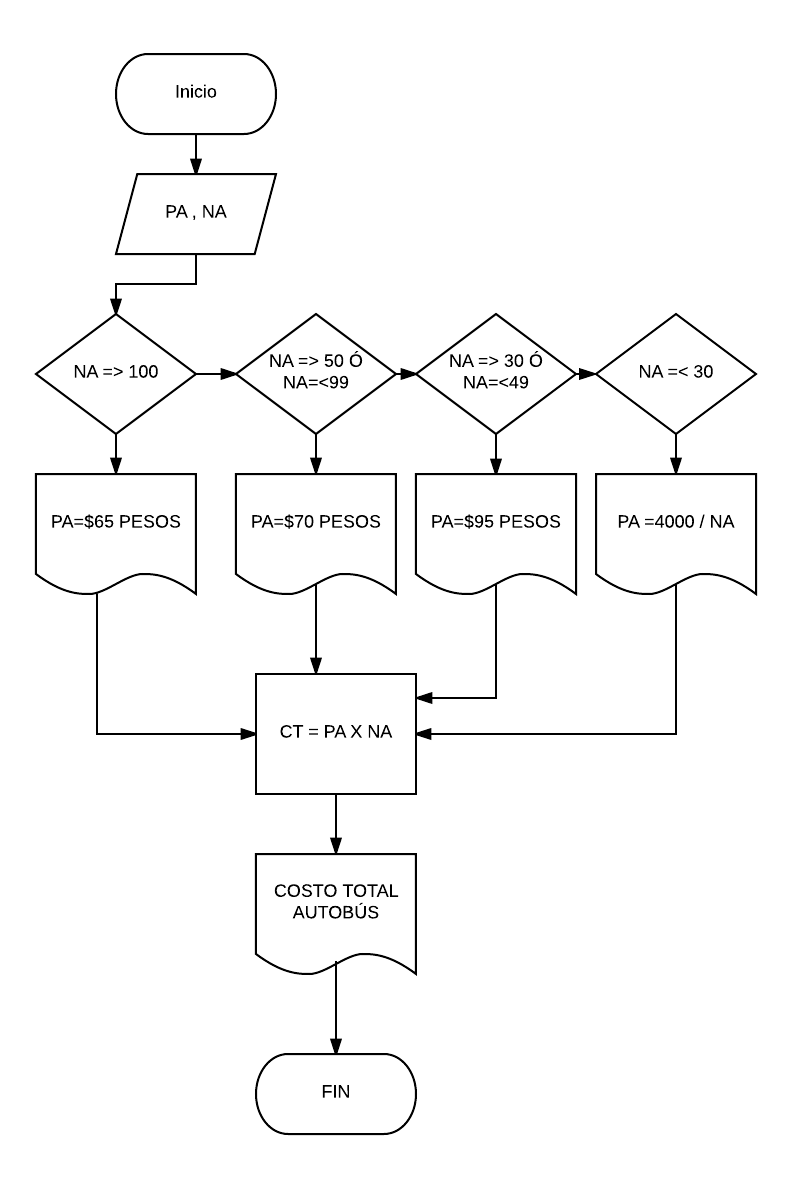 Inicio
PA , NA
NA => 100
NA => 50 Ó
NA=<99
NA => 30 Ó
NA=<49
NA =< 30
PA=$65 PESOS
PA=$70 PESOS
PA=$95 PESOS
PA =4000 / NA
CT = PA X NA
COSTO TOTAL
AUTOBÚS
FIN